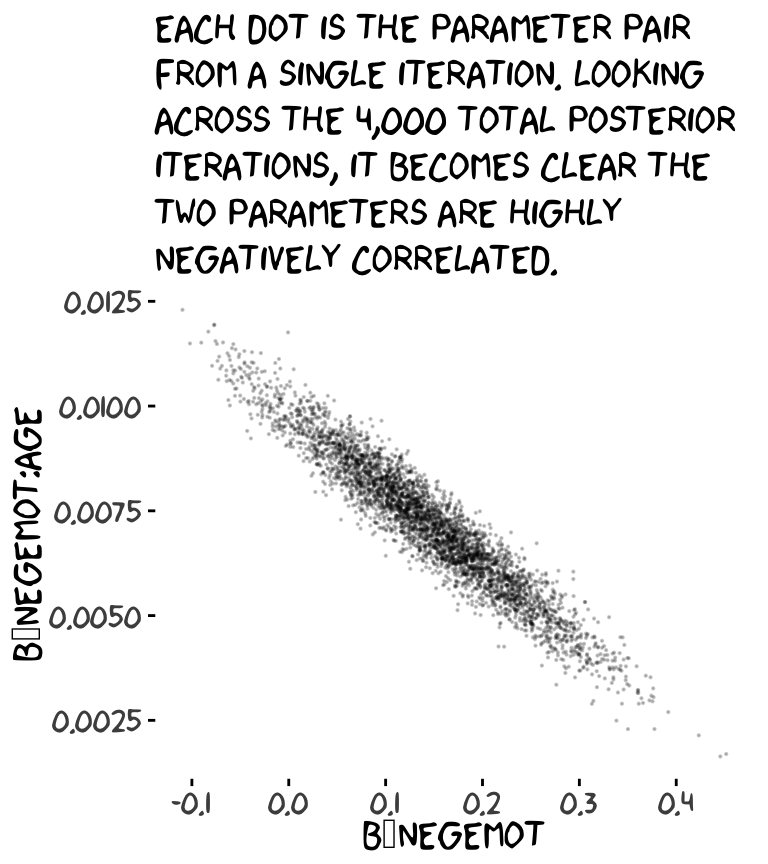 EACH DOT IS THE PARAMETER PAIR
FROM A SINGLE ITERATION. LOOKING
ACROSS THE 4,000 TOTAL POSTERIOR
ITERATIONS, IT BECOMES CLEAR THE
TWO PARAMETERS ARE HIGHLY
NEGATIVELY CORRELATED.
0.0125
0.0100
0.0075
0.0050
0.0025
B▯NEGEMOT:AGE
-0.1 0.0 0.1 0.2 0.3 0.4
B▯NEGEMOT